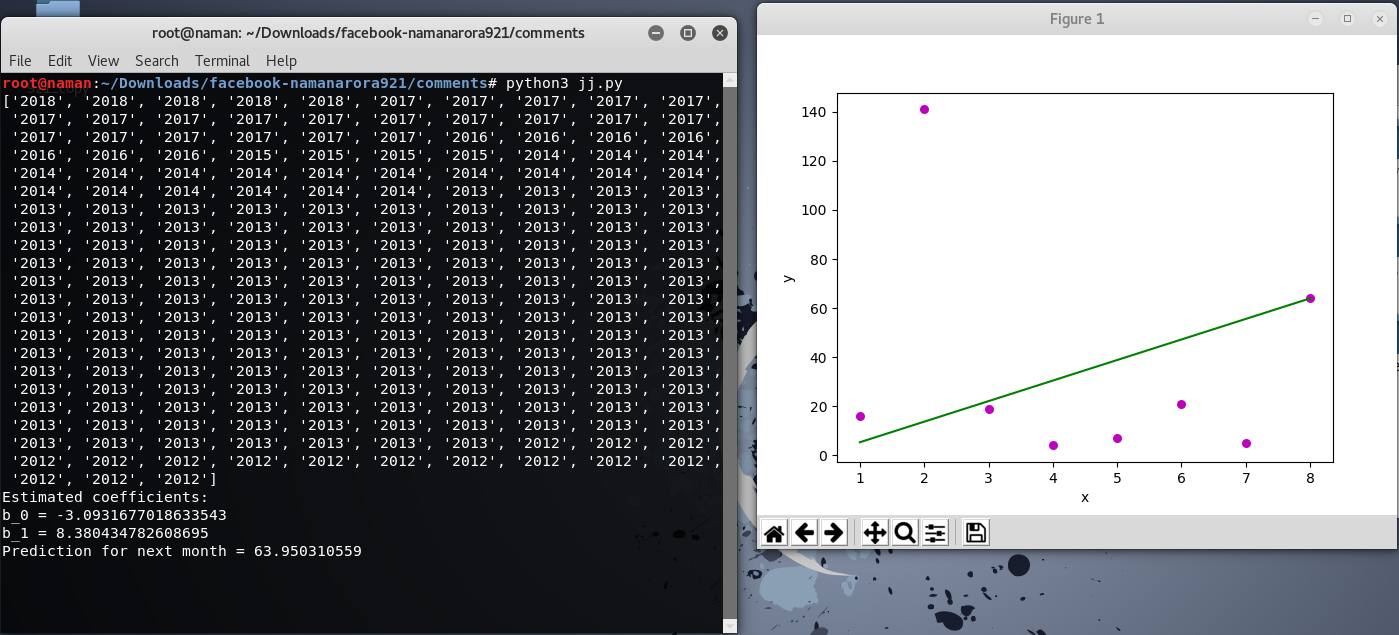 root@naman: ~/Downloads/facebook-namanarora921/comments
File Edit View Search Terminal Help
root@naman:~/Downloads/facebook-namanarora921/comments# python3 jj.py
['2018', '2018', '2018', '2018', '2018', '2017', '2017', '2017', '2017', '2017',
'2017', '2017', '2017', '2017', '2017', '2017', '2017', '2017', '2017', '2017',
'2017', '2017', '2017', '2017', '2017', '2017', '2016', '2016', '2016', '2016',
'2016', '2016', '2016', '2015', '2015', '2015', '2015', '2014', '2014', '2014',
'2014', '2014', '2014', '2014', '2014', '2014', '2014', '2014', '2014', '2014',
'2014', '2014', '2014', '2014', '2014', '2014', '2013', '2013', '2013', '2013',
'2013', '2013', '2013', '2013', '2013', '2013', '2013', '2013', '2013', '2013',
'2013', '2013', '2013', '2013', '2013', '2013', '2013', '2013', '2013', '2013',
'2013', '2013', '2013', '2013', '2013', '2013', '2013', '2013', '2013', '2013',
'2013', '2013', '2013', '2013', '2013', '2013', '2013', '2013', '2013', '2013',
'2013', '2013', '2013', '2013', '2013', '2013', '2013', '2013', '2013', '2013',
'2013', '2013', '2013', '2013', '2013', '2013', '2013', '2013', '2013', '2013',
'2013', '2013', '2013', '2013', '2013', '2013', '2013', '2013', '2013', '2013',
'2013', '2013', '2013', '2013', '2013', '2013', '2013', '2013', '2013', '2013',
'2013', '2013', '2013', '2013', '2013', '2013', '2013', '2013', '2013', '2013',
'2013', '2013', '2013', '2013', '2013', '2013', '2013', '2013', '2013', '2013',
'2013', '2013', '2013', '2013', '2013', '2013', '2013', '2013', '2013', '2013',
'2013', '2013', '2013', '2013', '2013', '2013', '2013', '2013', '2013', '2013',
'2013', '2013', '2013', '2013', '2013', '2013', '2013', '2013', '2013', '2013',
'2013', '2013', '2013', '2013', '2013', '2013', '2013', '2012', '2012', '2012',
'2012', '2012', '2012', '2012', '2012', '2012', '2012', '2012', '2012', '2012',
'2012', '2012', '2012']
Estimated coefficients:
b_0 = -3.0931677018633543
b_1 = 8.380434782608695
Prediction for next month = 63.950310559
Figure 1
140
120
100
80
60
40
20
0
y
1 2 3 4 5 6 7 8
x